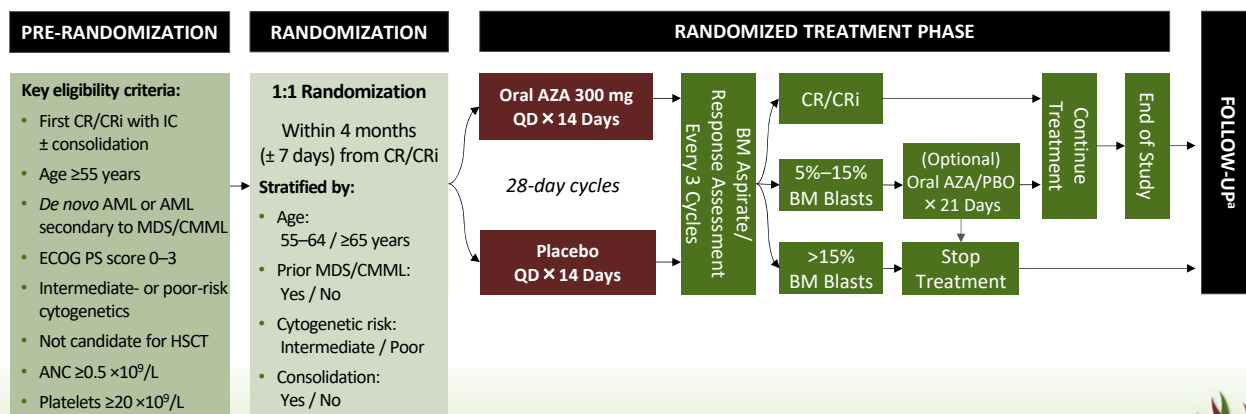 PRE-RANDOMIZATION
Key eligibility criteria:
• First CR/CRi with IC
± consolidation
• Age ≥55 years
• De novo AML or AML
secondary to MDS/CMML
• ECOG PS score 0–3
• Intermediate- or poor-risk
cytogenetics
• Not candidate for HSCT
• ANC ≥0.5 ×10⁹/L
• Platelets ≥20 ×10⁹/L
RANDOMIZATION
1:1 Randomization
Within 4 months
(± 7 days) from CR/CRi
Stratified by:
• Age:
55–64 / ≥65 years
• Prior MDS/CMML:
Yes / No
• Cytogenetic risk:
Intermediate / Poor
• Consolidation:
Yes / No
RANDOMIZED TREATMENT PHASE
Oral AZA 300 mg
QD × 14 Days
28-day cycles
Placebo
QD × 14 Days
BM Aspirate/
Response Assessment
Every 3 Cycles
CR/CRi
5%–15%
BM Blasts
>15%
BM Blasts
(Optional)
Oral AZA/PBO
× 21 Days
Stop
Treatment
Continue
Treatment
End of Study
FOLLOW-UPᵃ